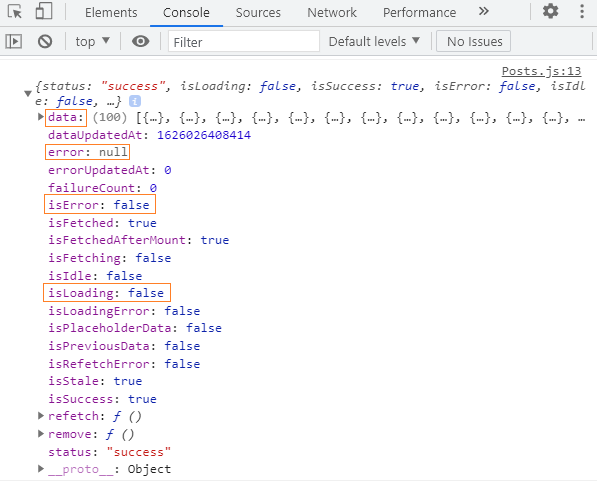 Elements Console Sources Network Performance »
top ▼ Filter Default levels ▼ No Issues
Posts.js:13
{status: "success", isLoading: false, isSuccess: true, isError: false, isIdl
e: false, …} i
data: (100) [{…}, {…}, {…}, {…}, {…}, {…}, {…}, {…}, {…}, {…}, {…}, {…}, …
dataUpdatedAt: 1626026408414
error: null
errorUpdatedAt: 0
failureCount: 0
isError: false
isFetched: true
isFetchedAfterMount: true
isFetching: false
isIdle: false
isLoading: false
isLoadingError: false
isPlaceholderData: false
isPreviousData: false
isRefetchError: false
isStale: true
isSuccess: true
refetch: ƒ ()
remove: ƒ ()
status: "success"
__proto__: Object